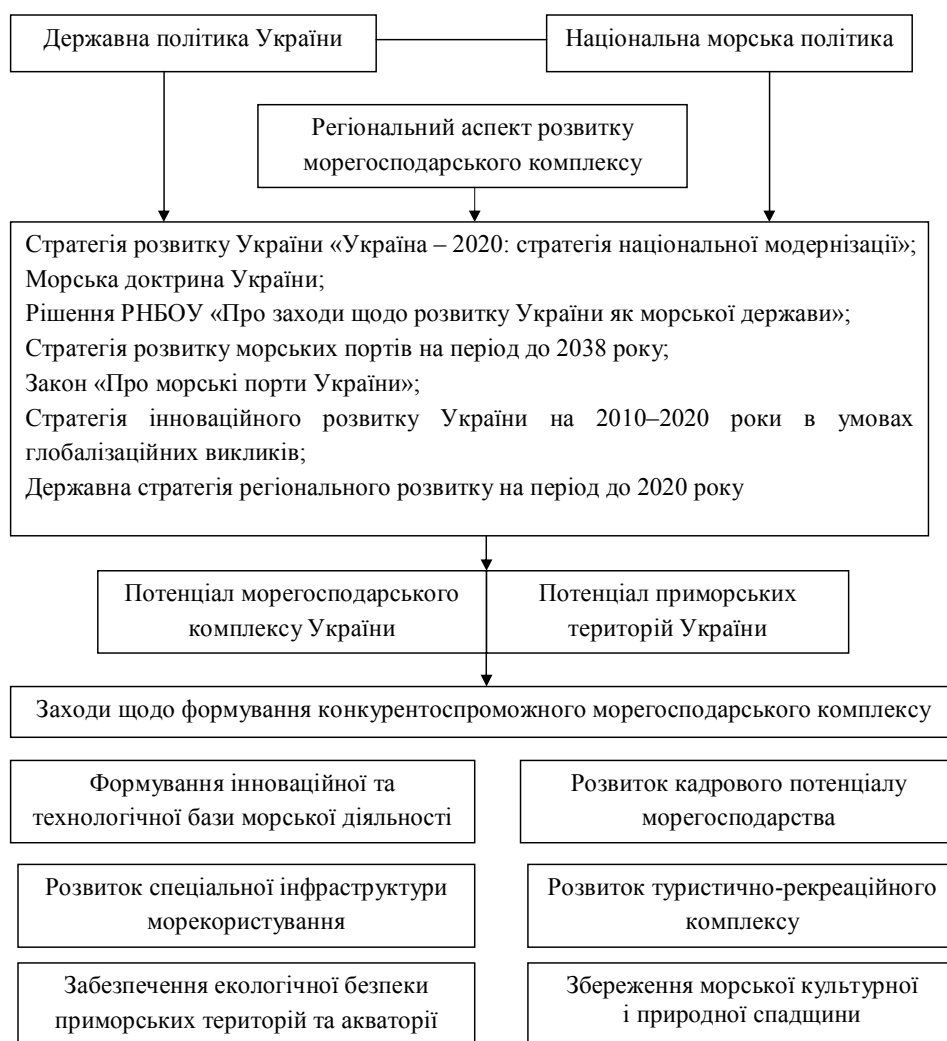 Державна політика України
Національна морська політика
Регіональний аспект розвитку
морегосподарського комплексу
Стратегія розвитку України «Україна – 2020: стратегія національної модернізації»;
Морська доктрина України;
Рішення РНБОУ «Про заходи щодо розвитку України як морської держави»;
Стратегія розвитку морських портів на період до 2038 року;
Закон «Про морські порти України»;
Стратегія інноваційного розвитку України на 2010–2020 роки в умовах
глобалізаційних викликів;
Державна стратегія регіонального розвитку на період до 2020 року
Потенціал морегосподарського
комплексу України
Потенціал приморських
територій України
Заходи щодо формування конкурентоспроможного морегосподарського комплексу
Формування інноваційної та
технологічної бази морської діяльності
Розвиток кадрового потенціалу
морегосподарства
Розвиток спеціальної інфраструктури
морекористування
Розвиток туристично-рекреаційного
комплексу
Забезпечення екологічної безпеки
приморських територій та акваторії
Збереження морської культурної
і природної спадщини